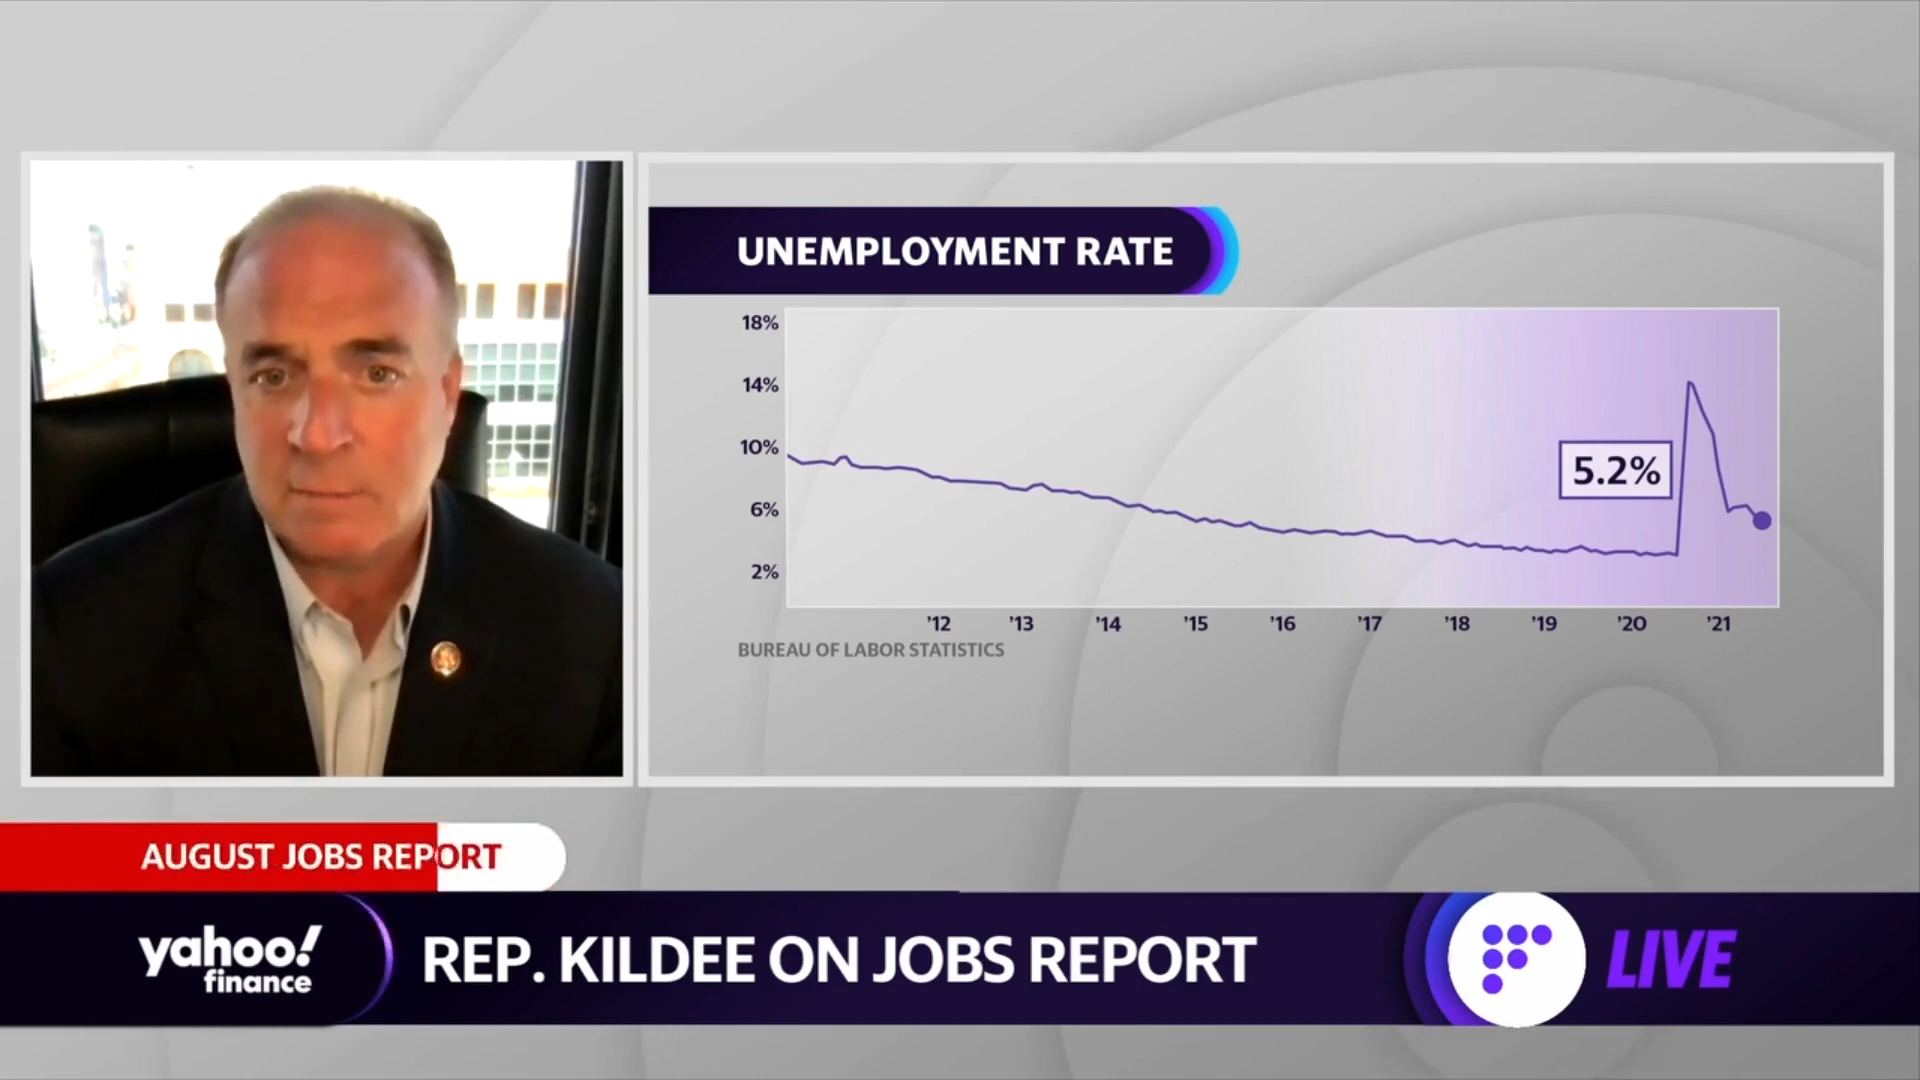 UNEMPLOYMENT RATE
18%
14%
10%
6%
2%
5.2%
’12 ’13 ’14 ’15 ’16 ’17 ’18 ’19 ’20 ’21
BUREAU OF LABOR STATISTICS
AUGUST JOBS REPORT
yahoo!
finance
REP. KILDEE ON JOBS REPORT
LIVE